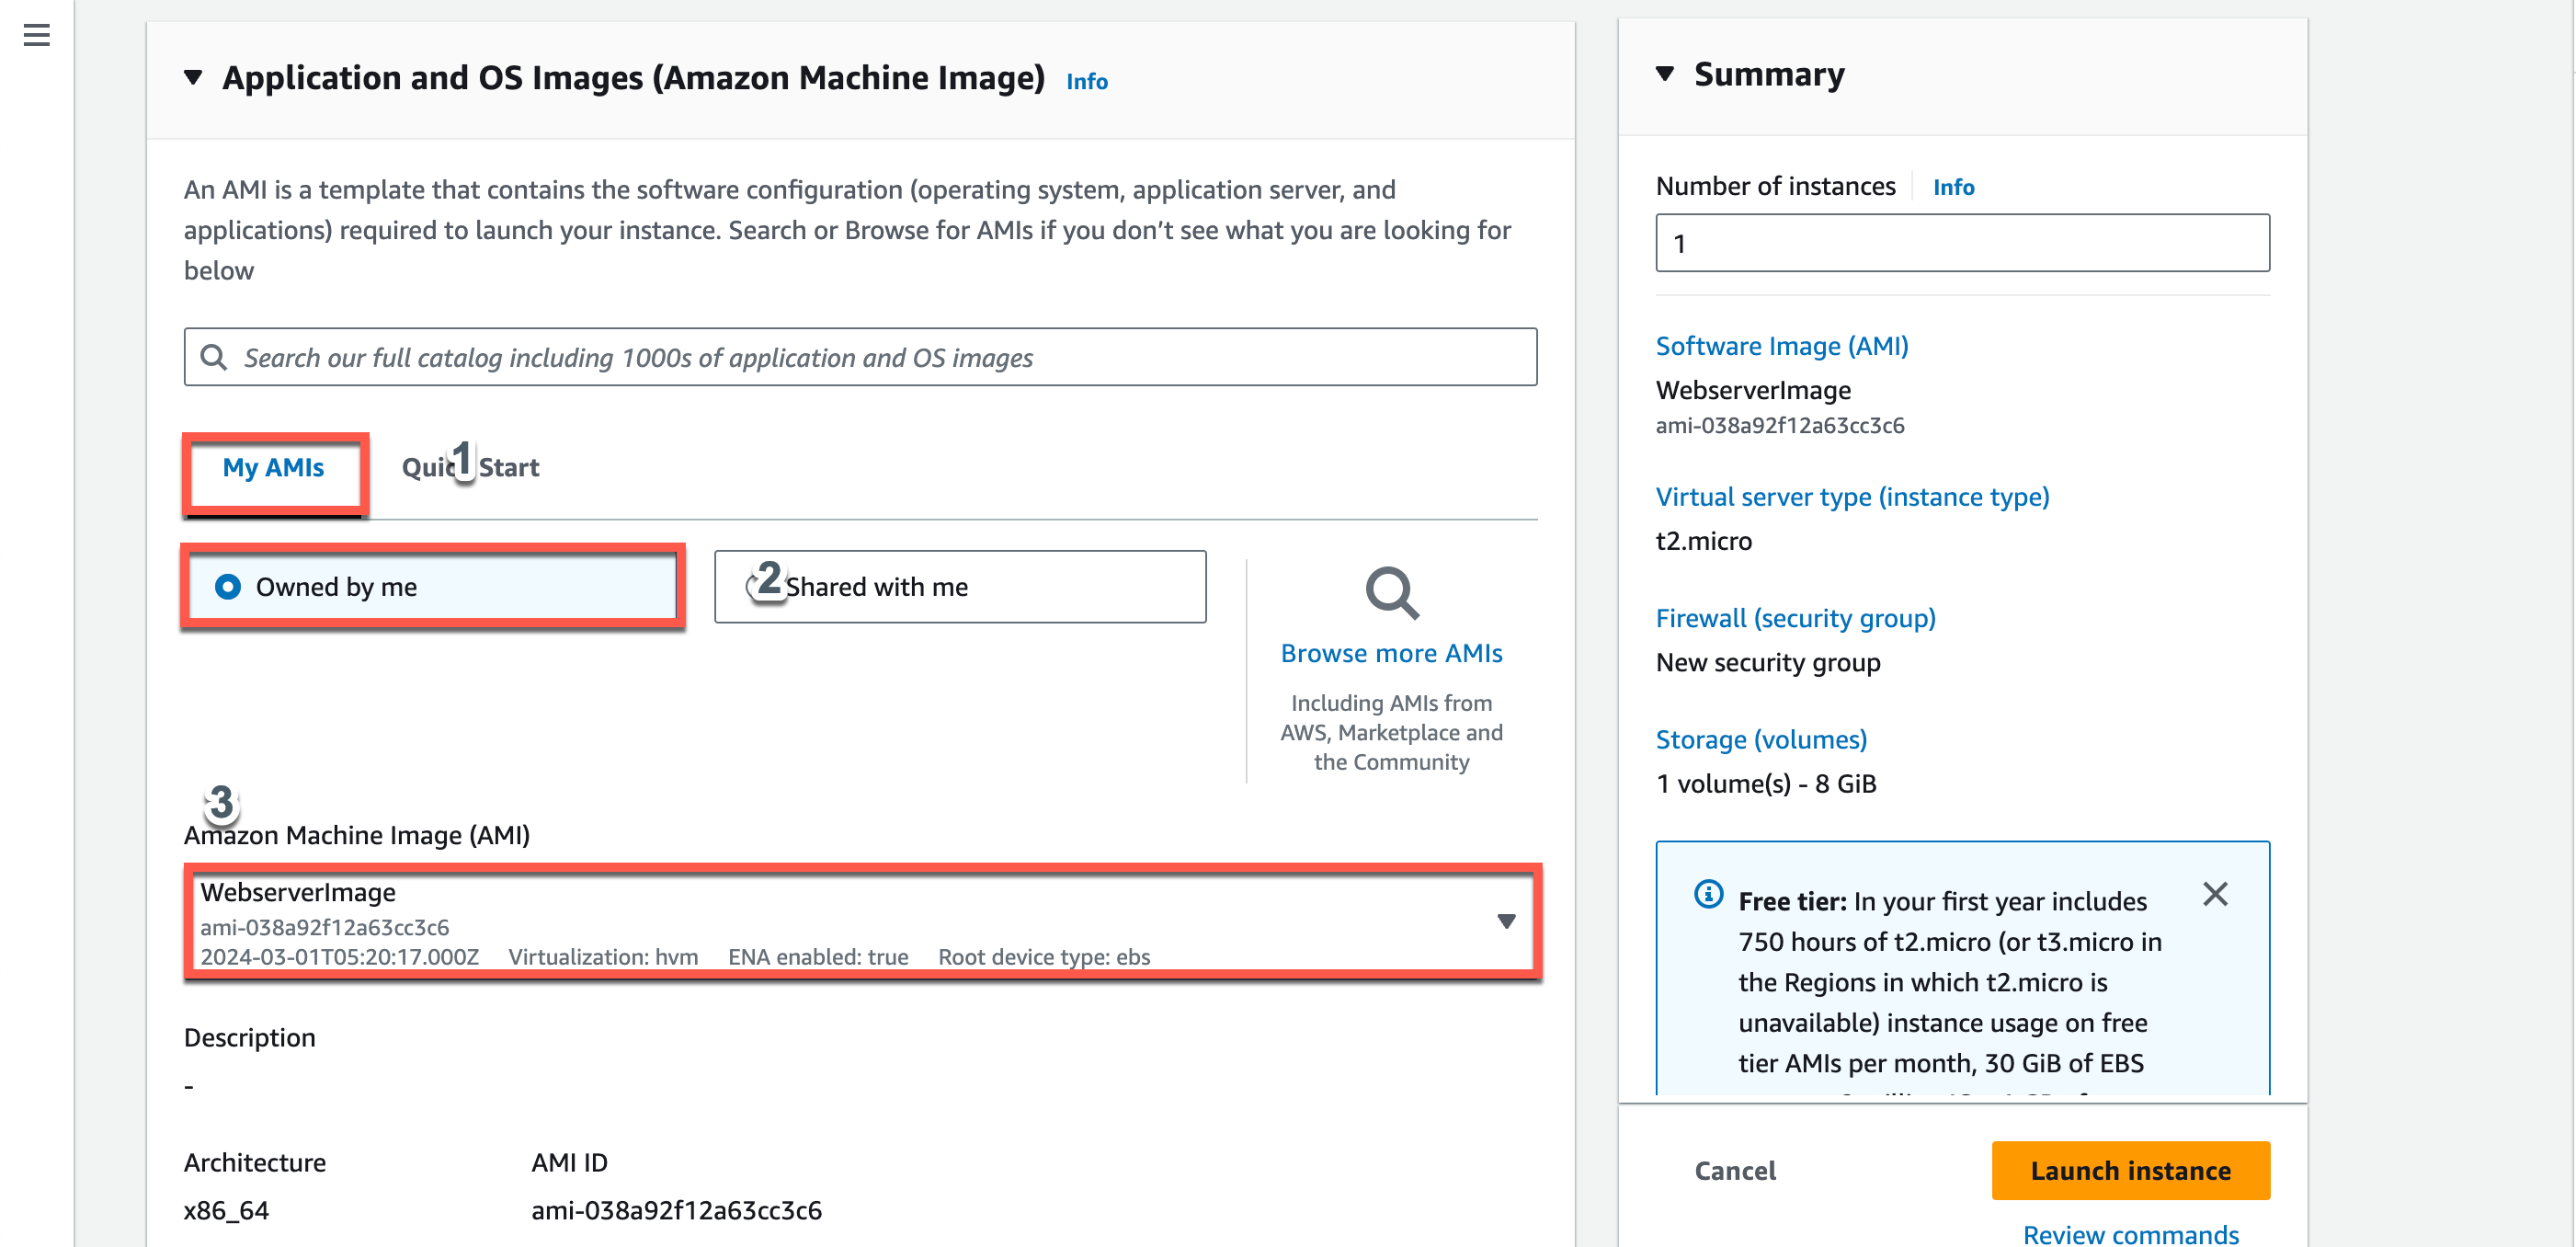 Application and OS Images (Amazon Machine Image) Info
An AMI is a template that contains the software configuration (operating system, application server, and
applications) required to launch your instance. Search or Browse for AMIs if you don’t see what you are looking for
below
Search our full catalog including 1000s of application and OS images
My AMIs
1
Start
Owned by me
2
Shared with me
Browse more AMIs
Including AMIs from
AWS, Marketplace and
the Community
3
Amazon Machine Image (AMI)
WebserverImage
ami-038a92f12a63cc3c6
2024-03-01T05:20:17.000Z Virtualization: hvm ENA enabled: true Root device type: ebs
Description
-
Architecture
x86_64
AMI ID
ami-038a92f12a63cc3c6
Summary
Number of instances Info
1
Software Image (AMI)
WebserverImage
ami-038a92f12a63cc3c6
Virtual server type (instance type)
t2.micro
Firewall (security group)
New security group
Storage (volumes)
1 volume(s) - 8 GiB
Free tier: In your first year includes
750 hours of t2.micro (or t3.micro in
the Regions in which t2.micro is
unavailable) instance usage on free
tier AMIs per month, 30 GiB of EBS
Cancel
Launch instance
Review commands